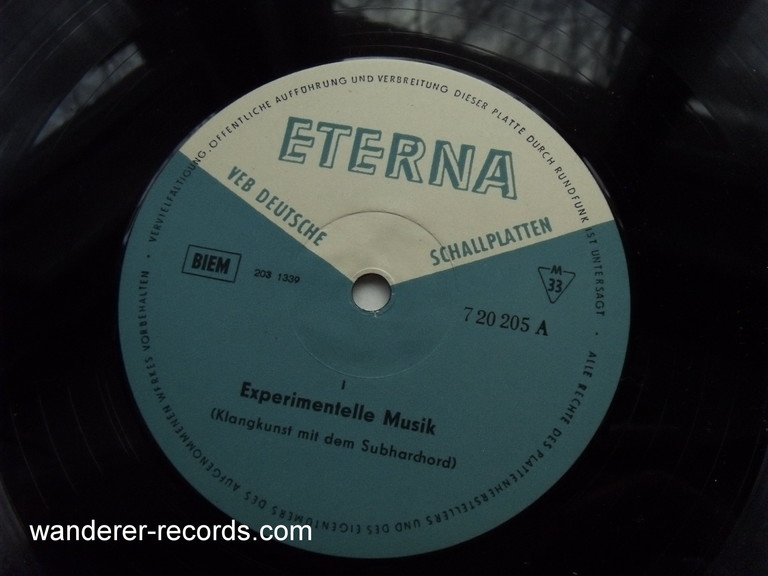 VERVIELFÄLTIGUNG, ÖFFENTLICHE AUFFÜHRUNG UND VERBREITUNG DIESER PLATTE DURCH RUNDFUNK IST UNTERSAGT · ALLE RECHTE DES PLATTENHERSTELLERS UND DES EIGENTÜMERS DES AUFGENOMMENEN WERKES VORBEHALTEN ·
ETERNA
VEB DEUTSCHE SCHALLPLATTEN
BIEM
203 1339
M
33
7 20 205 A
I
Experimentelle Musik
(Klangkunst mit dem Subharchord)
wanderer-records.com